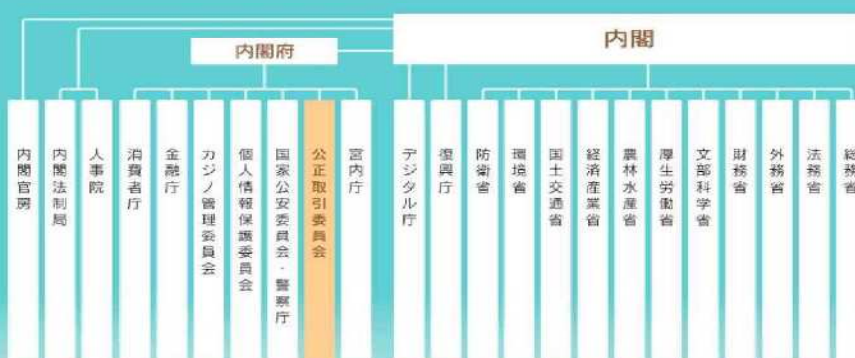 内閣
内閣府
総務省
法務省
外務省
財務省
文部科学省
厚生労働省
農林水産省
経済産業省
国土交通省
環境省
防衛省
復興庁
デジタル庁
宮内庁
公正取引委員会
国家公安委員会・警察庁
個人情報保護委員会
カジノ管理委員会
金融庁
消費者庁
人事院
内閣法制局
内閣官房